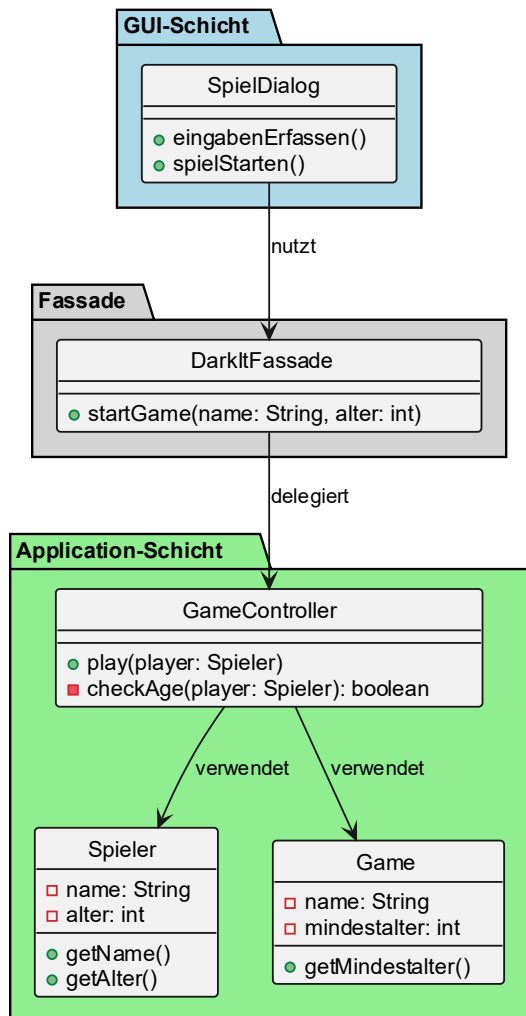 GUI-Schicht
SpielDialog
eingabenErfassen()
spielStarten()
nutzt
Fassade
DarkItFassade
startGame(name: String, alter: int)
delegiert
Application-Schicht
GameController
play(player: Spieler)
checkAge(player: Spieler): boolean
verwendet
verwendet
Spieler
name: String
alter: int
getName()
getAlter()
Game
name: String
mindestalter: int
getMindestalter()